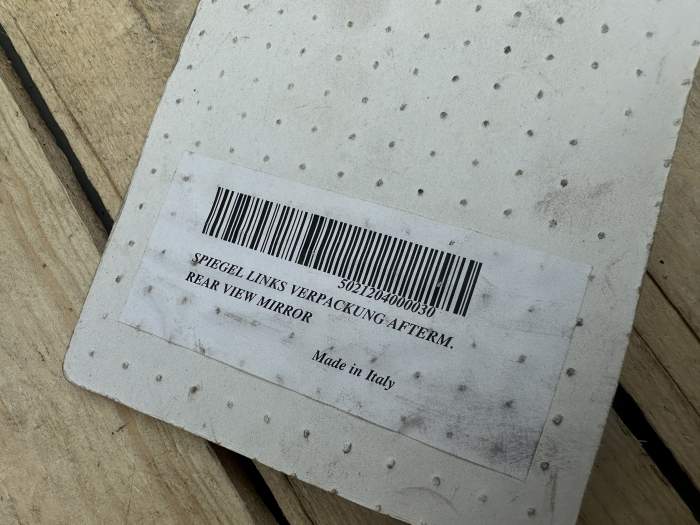 5021204000030
SPIEGEL LINKS VERPACKUNG AFTERM.
REAR VIEW MIRROR
Made in Italy